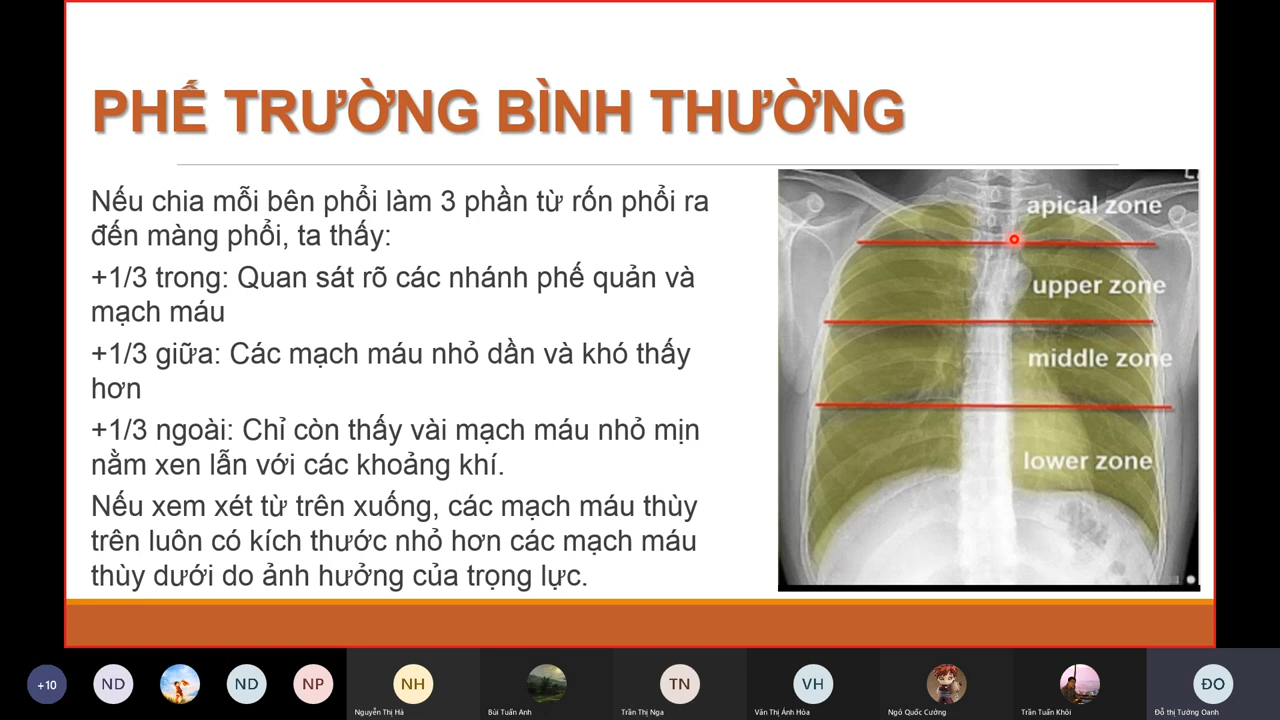 PHẾ TRƯỜNG BÌNH THƯỜNG
Nếu chia mỗi bên phổi làm 3 phần từ rốn phổi ra
đến màng phổi, ta thấy:
+1/3 trong: Quan sát rõ các nhánh phế quản và
mạch máu
+1/3 giữa: Các mạch máu nhỏ dần và khó thấy
hơn
+1/3 ngoài: Chỉ còn thấy vài mạch máu nhỏ mịn
nằm xen lẫn với các khoảng khí.
Nếu xem xét từ trên xuống, các mạch máu thùy
trên luôn có kích thước nhỏ hơn các mạch máu
thùy dưới do ảnh hưởng của trọng lực.
apical zone
upper zone
middle zone
lower zone
+10
ND
ND
NP
NH
TN
VH
ĐO
Nguyễn Thị Hà
Bùi Tuấn Anh
Trần Thị Nga
Văn Thị Ánh Hòa
Ngô Quốc Cường
Trần Tuấn Khôi
Đỗ thị Tường Oanh